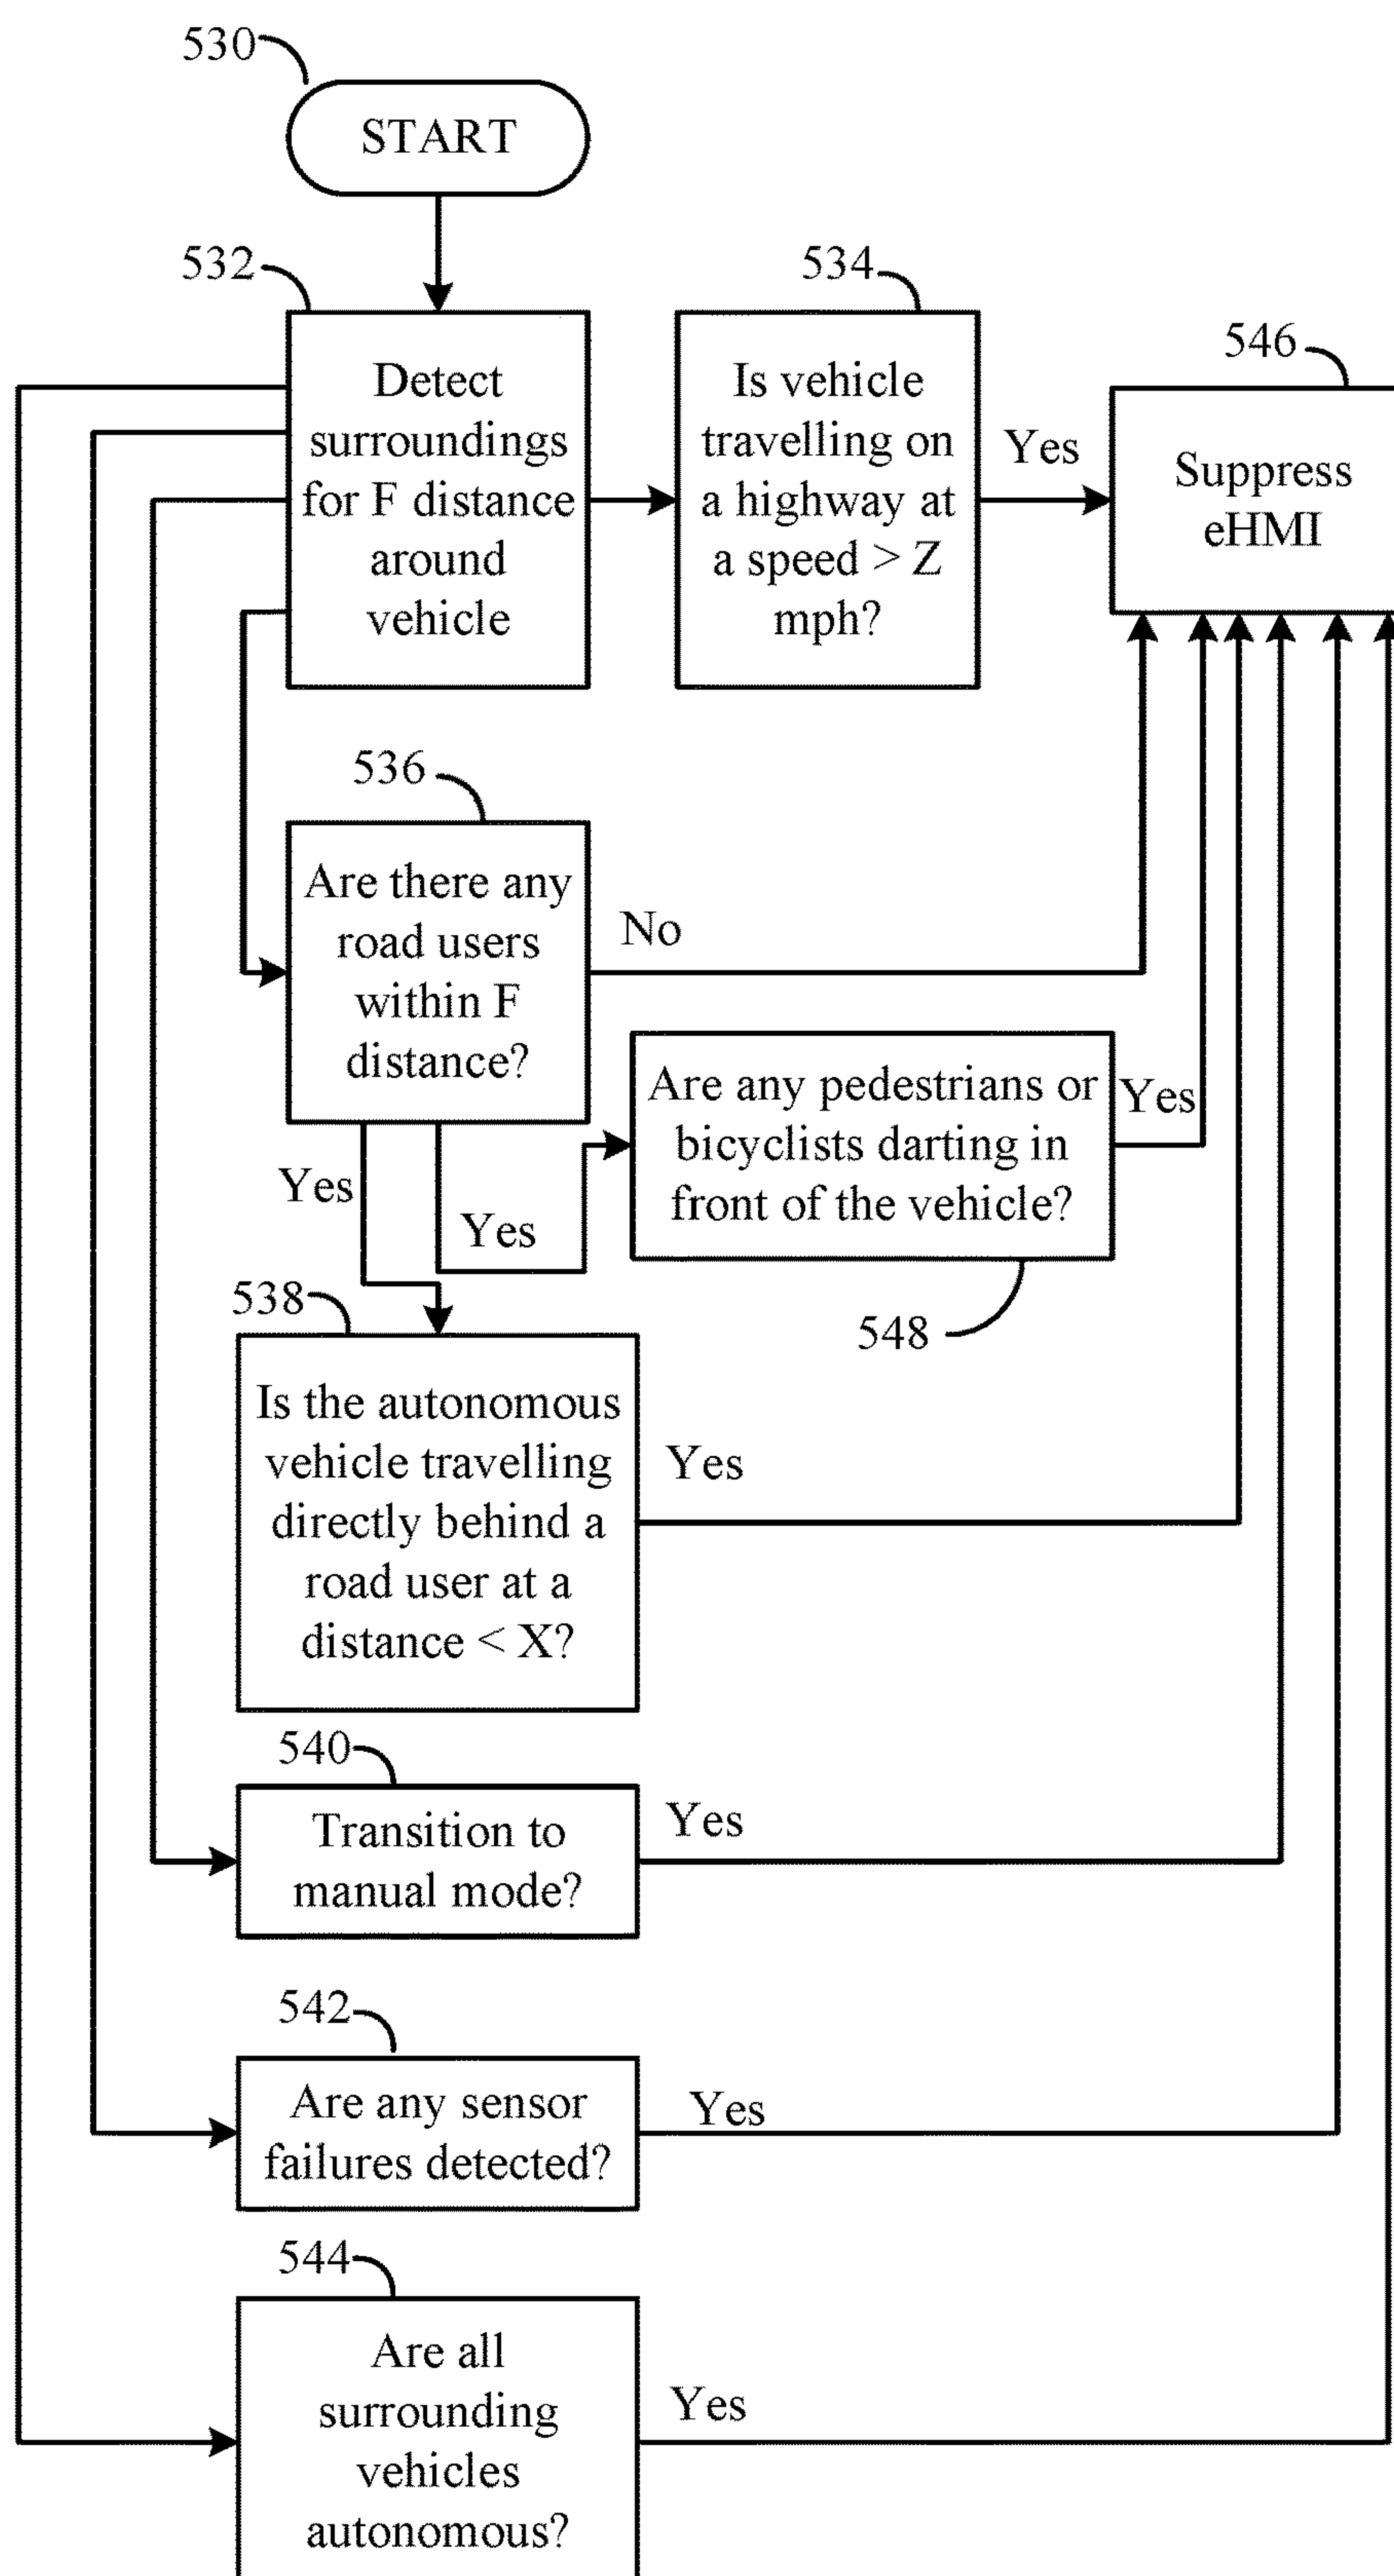 530
START
532
Detect
surroundings
for F distance
around
vehicle
534
Is vehicle
travelling on
a highway at
a speed > Z
mph?
Yes
546
Suppress
eHMI
536
Are there any
road users
within F
distance?
No
Yes
Yes
Are any pedestrians or
bicyclists darting in
front of the vehicle?
Yes
548
538
Is the autonomous
vehicle travelling
directly behind a
road user at a
distance < X?
Yes
540
Transition to
manual mode?
Yes
542
Are any sensor
failures detected?
Yes
544
Are all
surrounding
vehicles
autonomous?
Yes